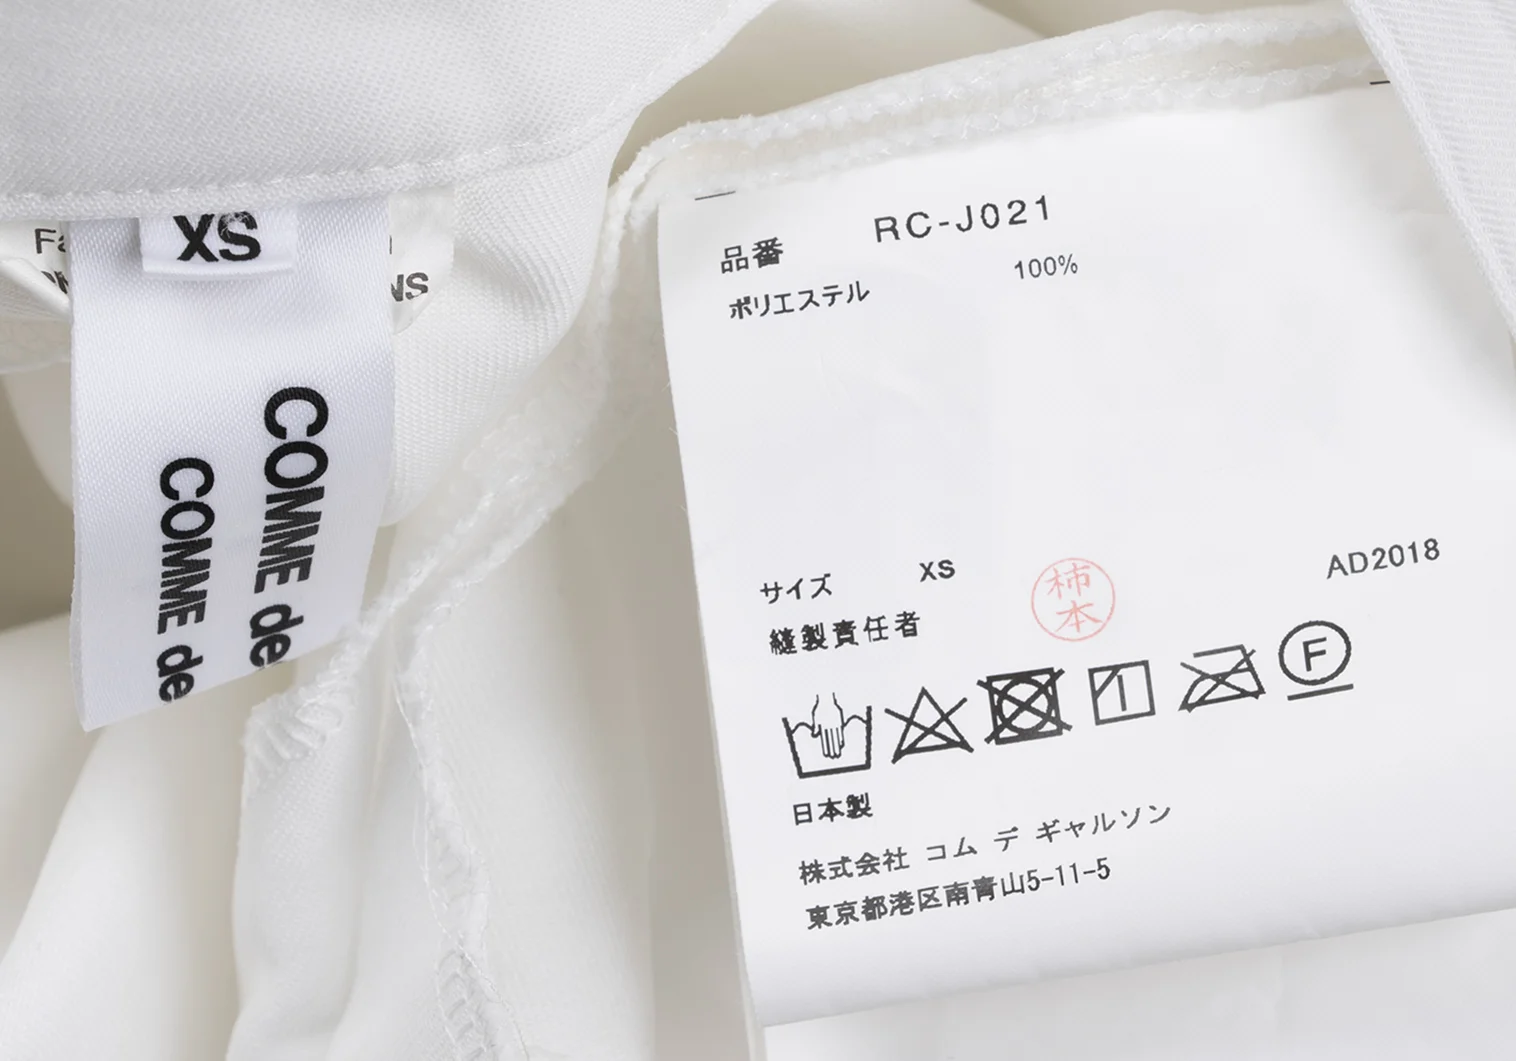 XS
COMME de
COMME de
品番 RC-J021
ポリエステル 100%
サイズ XS AD2018
縫製責任者 柿本
F
日本製
株式会社 コム デ ギャルソン
東京都港区南青山5-11-5